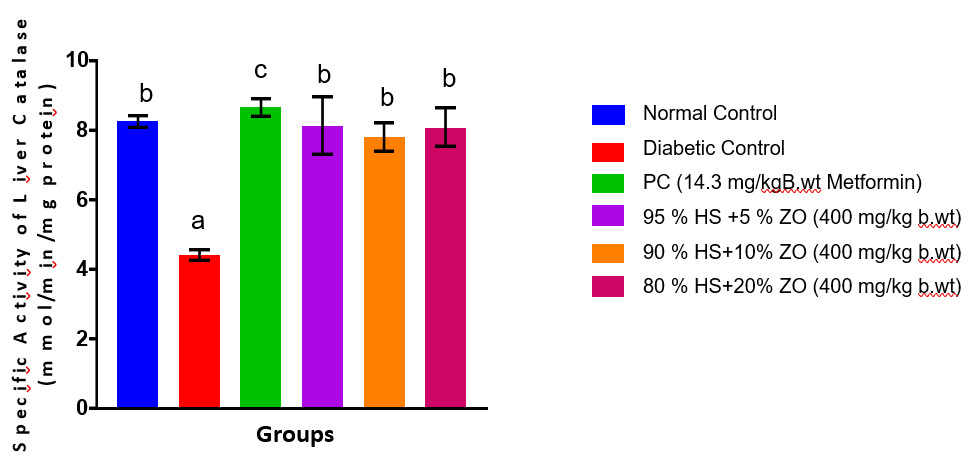 Specific Activity of Liver Catalase
(mmol/min/mg protein)
10
8
6
4
2
0
b
a
c
b
b
b
Groups
Normal Control
Diabetic Control
PC (14.3 mg/kgB.wt Metformin)
95 % HS +5 % ZO (400 mg/kg b.wt)
90 % HS+10% ZO (400 mg/kg b.wt)
80 % HS+20% ZO (400 mg/kg b.wt)